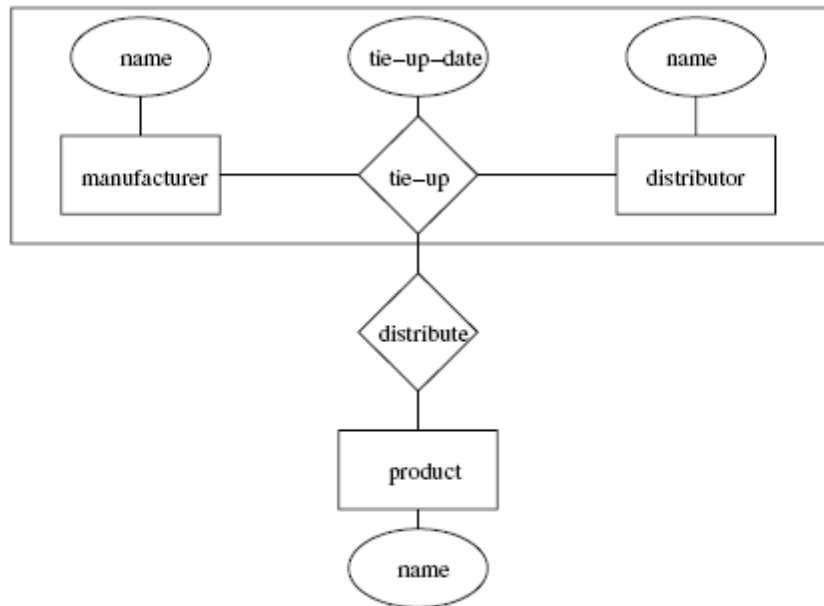 name
tie-up-date
name
manufacturer
tie-up
distributor
distribute
product
name